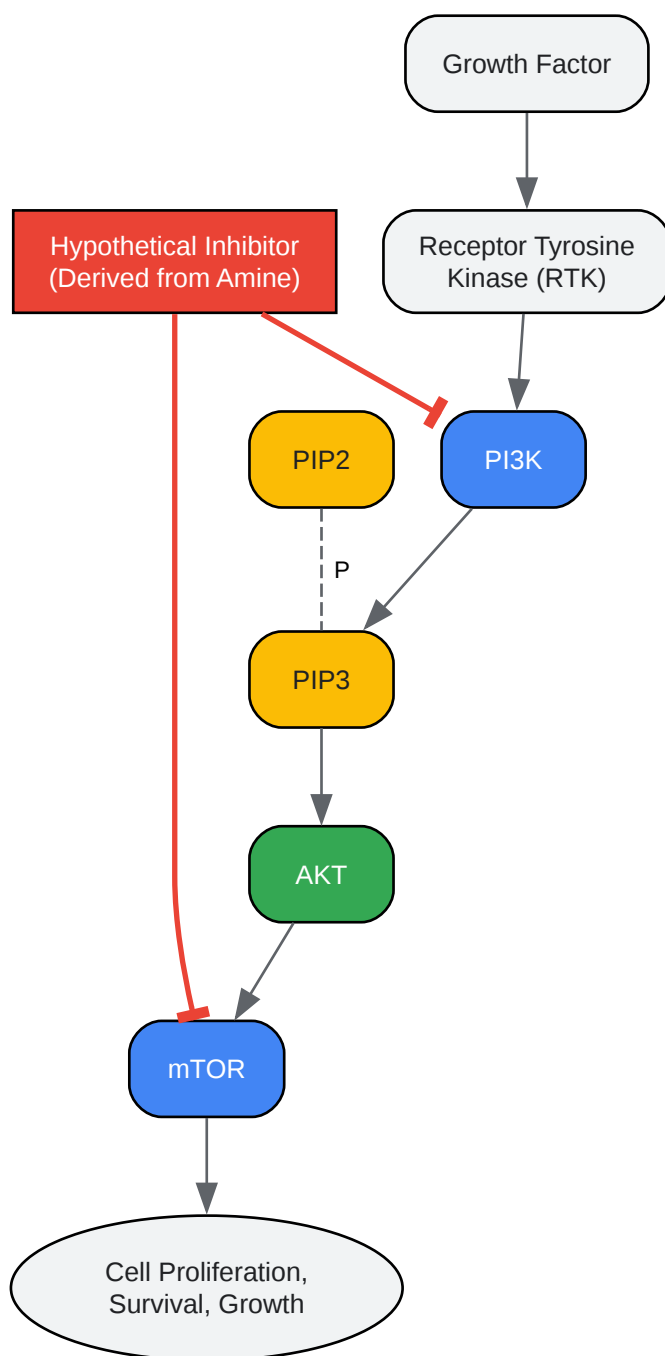 Growth Factor
Hypothetical Inhibitor
(Derived from Amine)
Receptor Tyrosine
Kinase (RTK)
PIP2
PI3K
P
PIP3
AKT
mTOR
Cell Proliferation,
Survival, Growth